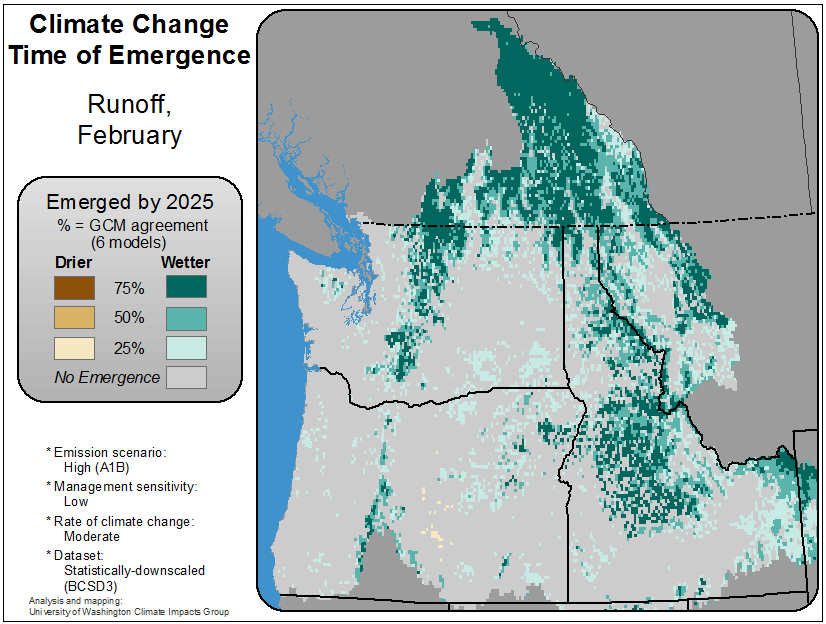 Climate Change
Time of Emergence
Runoff,
February
Emerged by 2025
% = GCM agreement
(6 models)
Drier Wetter
75%
50%
25%
No Emergence
* Emission scenario:
High (A1B)
* Management sensitivity:
Low
* Rate of climate change:
Moderate
* Dataset:
Statistically-downscaled
(BCSD3)
Analysis and mapping:
University of Washington Climate Impacts Group